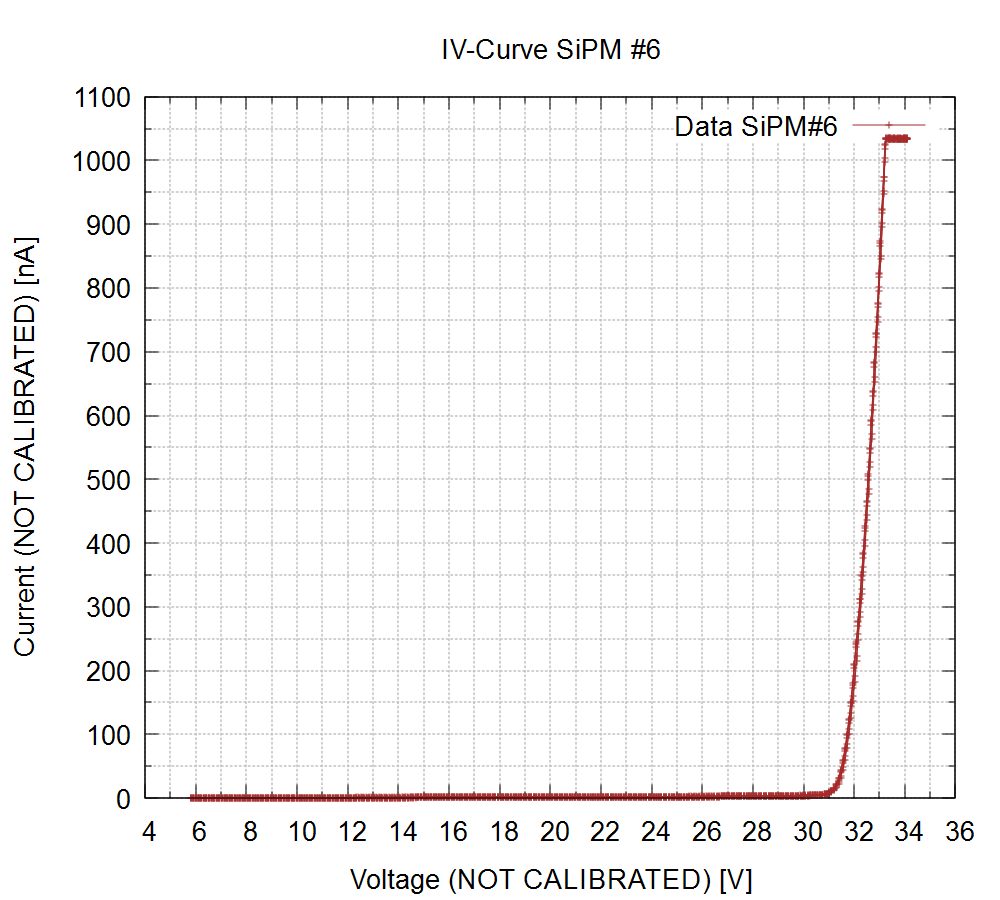 IV-Curve SiPM #6
Data SiPM#6
1100
1000
900
800
700
600
500
400
300
200
100
0
Current (NOT CALIBRATED) [nA]
4 6 8 10 12 14 16 18 20 22 24 26 28 30 32 34 36
Voltage (NOT CALIBRATED) [V]